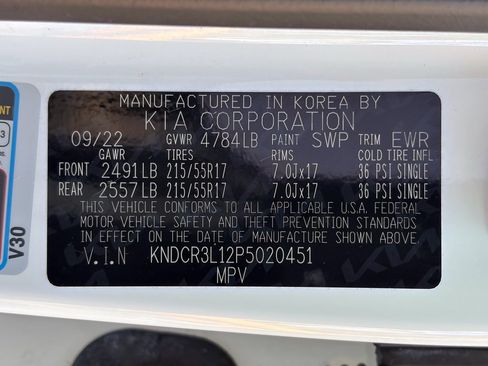 MANUFACTURED IN KOREA BY
KIA CORPORATION
09/22 GVWR 4784LB PAINT SWP TRIM EWR
GAWR TIRES RIMS COLD TIRE INFL
FRONT 2491LB 215/55R17 7.0Jx17 36 PSI SINGLE
REAR 2557LB 215/55R17 7.0Jx17 36 PSI SINGLE
THIS VEHICLE CONFORMS TO ALL APPLICABLE U.S.A. FEDERAL
MOTOR VEHICLE SAFETY AND THEFT PREVENTION STANDARDS
IN EFFECT ON THE DATE OF MANUFACTURE SHOWN ABOVE.
V.I.N KNDCR3L12P5020451
MPV
V30